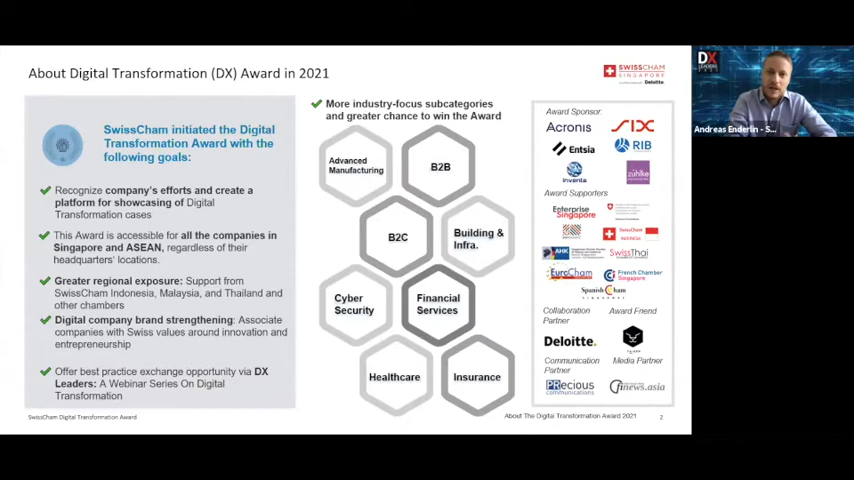 About Digital Transformation (DX) Award in 2021
SWISSCHAM
SINGAPORE
Deloitte.
SwissCham initiated the Digital
Transformation Award with the
following goals:
Recognize company's efforts and create a
platform for showcasing of Digital
Transformation cases
This Award is accessible for all the companies in
Singapore and ASEAN, regardless of their
headquarters' locations.
Greater regional exposure: Support from
SwissCham Indonesia, Malaysia, and Thailand and
other chambers
Digital company brand strengthening: Associate
companies with Swiss values around innovation and
entrepreneurship
Offer best practice exchange opportunity via DX
Leaders: A Webinar Series On Digital
Transformation
More industry-focus subcategories
and greater chance to win the Award
Advanced
Manufacturing
B2B
B2C
Building &
Infra.
Cyber
Security
Financial
Services
Healthcare
Insurance
Award Sponsor:
Acronis
SIX
Entsia
RIB
inventa
zühlke
Award Supporters
Enterprise
Singapore
SwissCham
INDONESIA
AHK
SwissThai
EuroCham
French Chamber
Singapore
Spanish Cham
SINGAPORE
Collaboration
Partner
Award Friend
Deloitte.
Communication
Partner
Media Partner
PRecious
communications
finews.asia
SwissCham Digital Transformation Award
About The Digital Transformation Award 2021
2
DX
LEADERS
Andreas Enderlin - S...